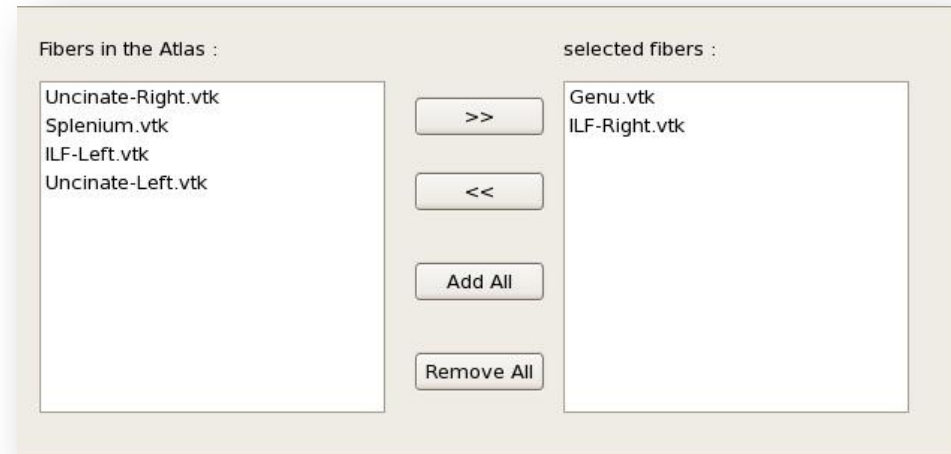 Fibers in the Atlas :
Uncinate-Right.vtk
Splenium.vtk
ILF-Left.vtk
Uncinate-Left.vtk
>>
<<
Add All
Remove All
selected fibers :
Genu.vtk
ILF-Right.vtk